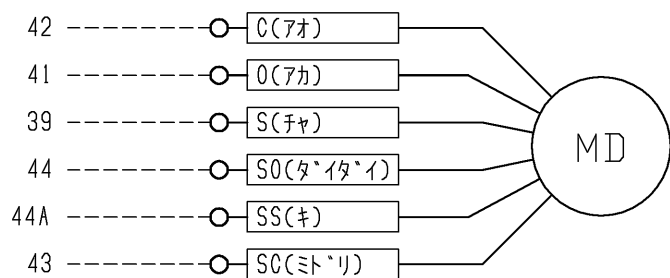 42 C(アオ)
41 O(アカ)
39 S(チャ)
44 SO(ダイダイ)
44A SS(キ)
43 SC(ミドリ)
MD